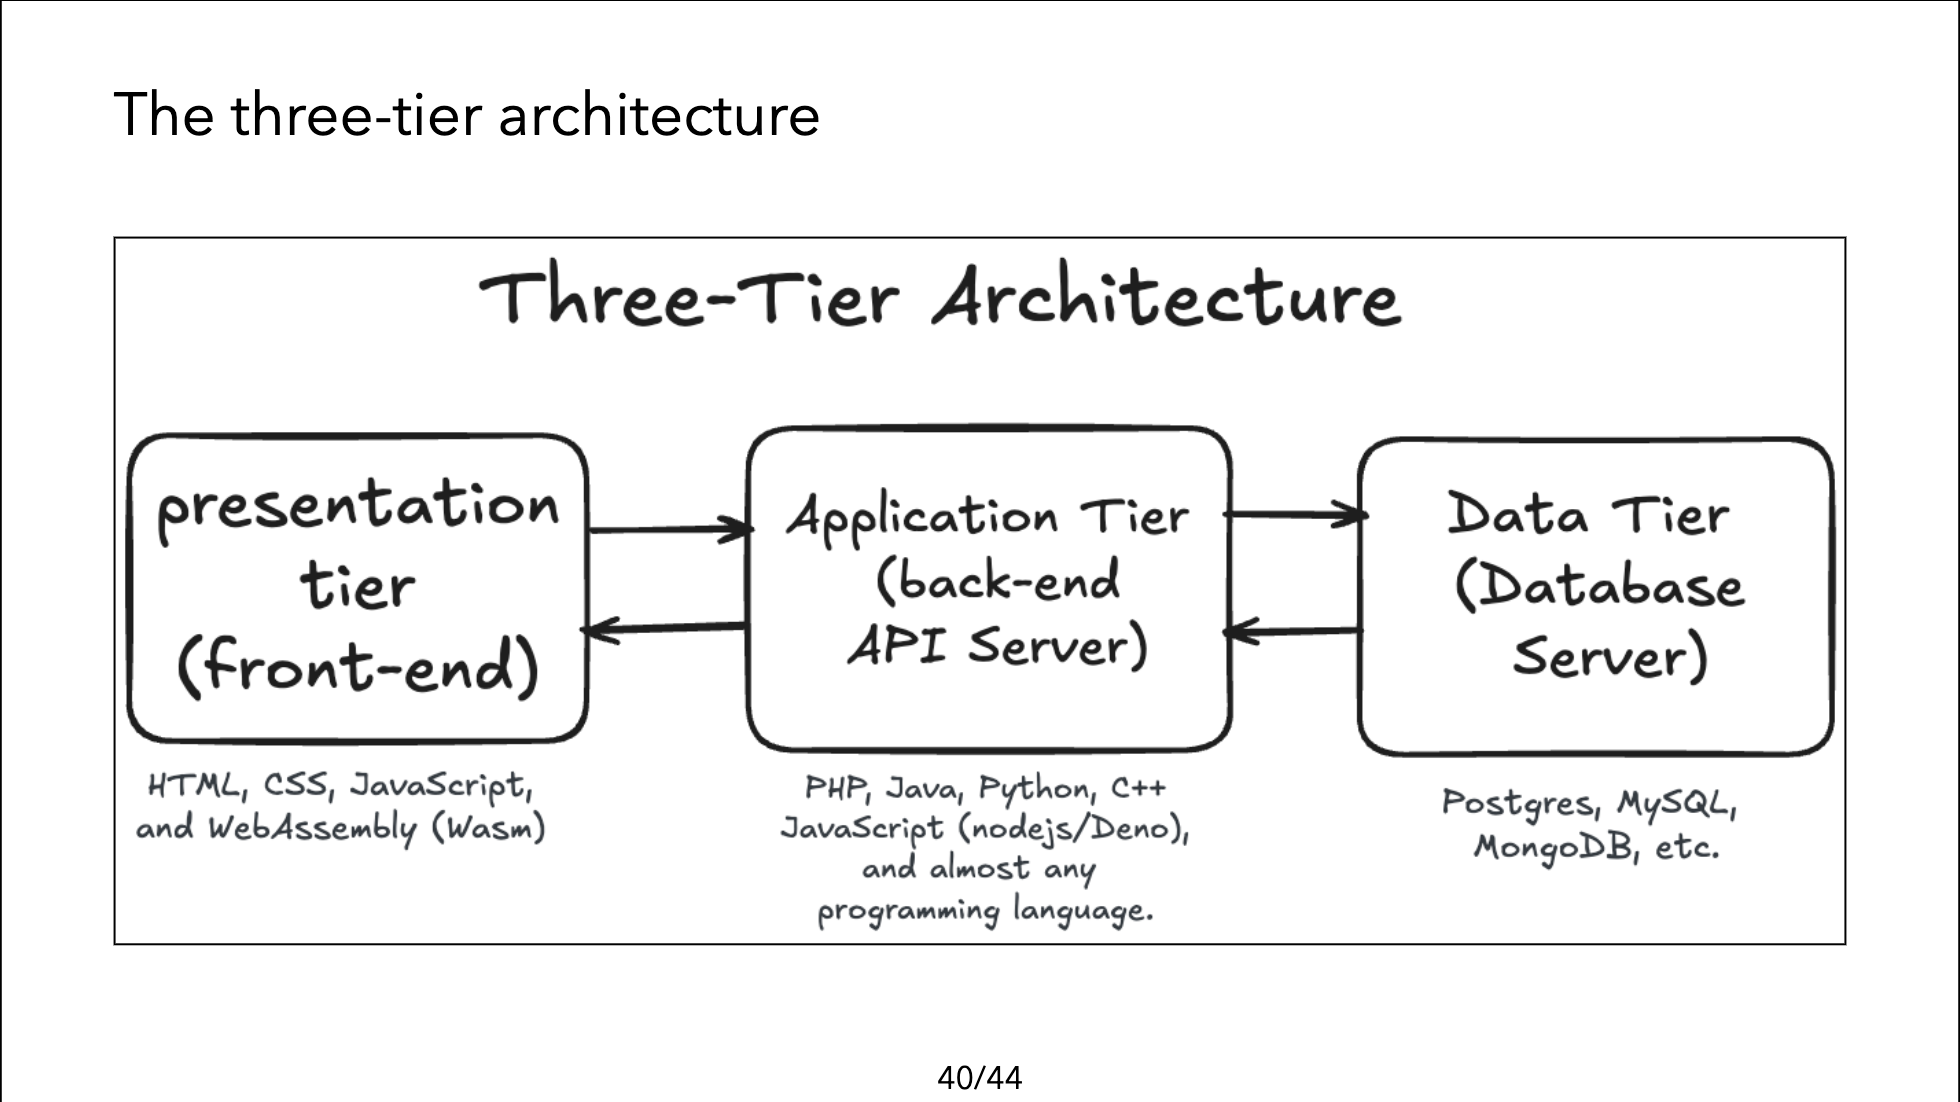 The three-tier architecture
Three-Tier Architecture
presentation
tier
(front-end)
Application Tier
(back-end
API Server)
Data Tier
(Database
Server)
HTML, CSS, JavaScript,
and WebAssembly (Wasm)
PHP, Java, Python, C++
JavaScript (nodejs/Deno),
and almost any
programming language.
Postgres, MySQL,
MongoDB, etc.
40/44